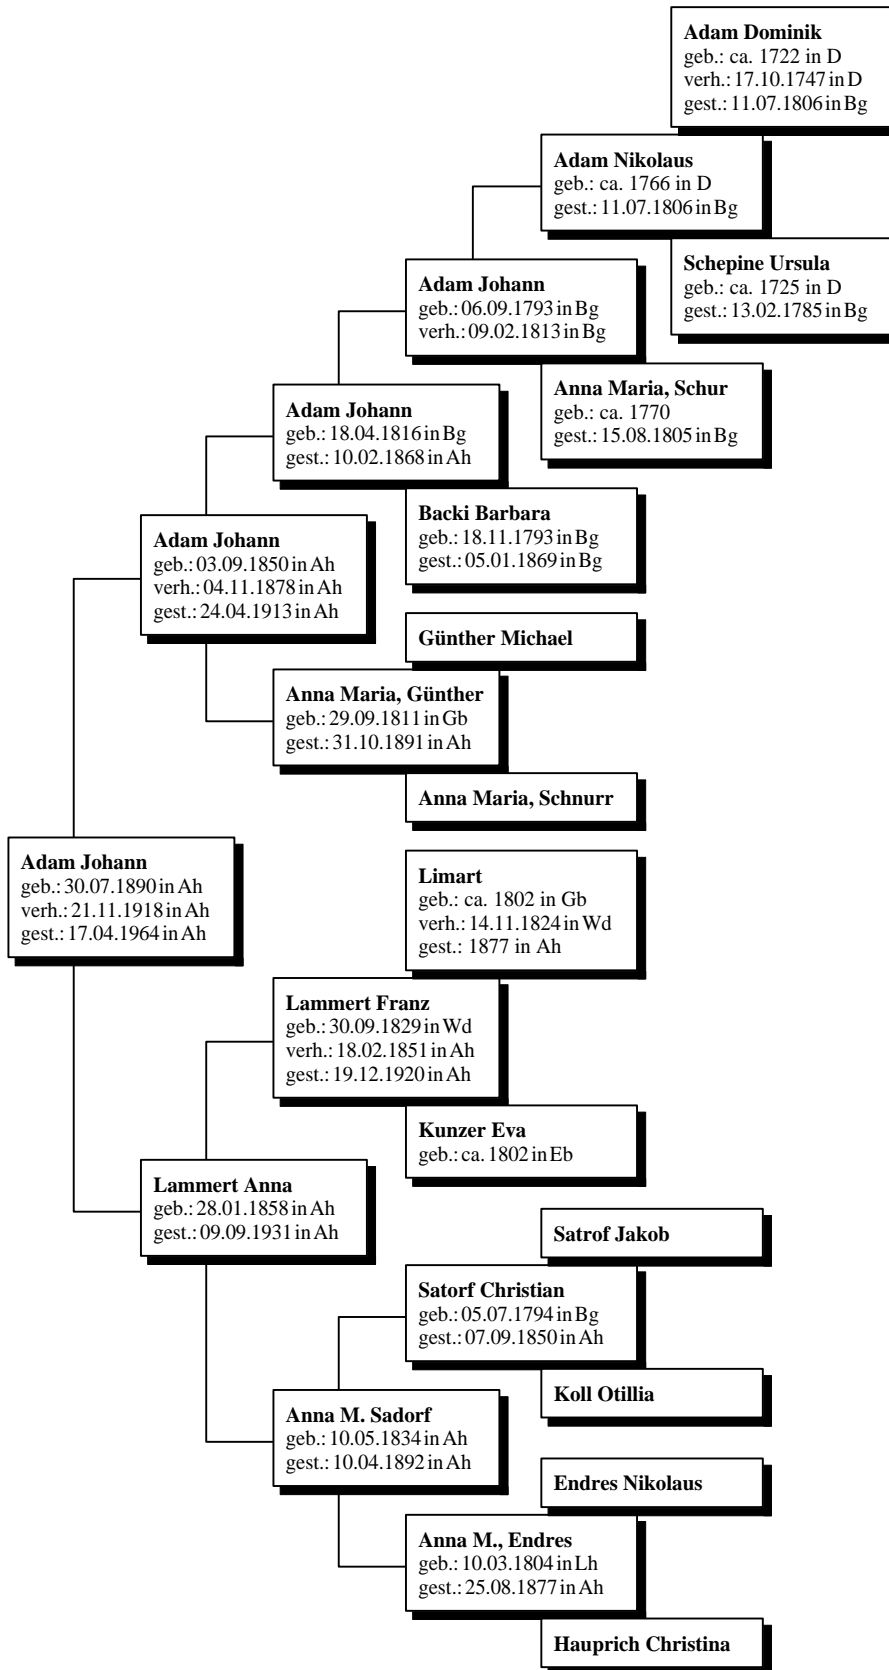 Adam Dominik
geb.: ca. 1722 in D
verh.: 17.10.1747 in D
gest.: 11.07.1806 in Bg
Adam Nikolaus
geb.: ca. 1766 in D
gest.: 11.07.1806 in Bg
Schepine Ursula
geb.: ca. 1725 in D
gest.: 13.02.1785 in Bg
Adam Johann
geb.: 06.09.1793 in Bg
verh.: 09.02.1813 in Bg
Anna Maria, Schur
geb.: ca. 1770
gest.: 15.08.1805 in Bg
Adam Johann
geb.: 18.04.1816 in Bg
gest.: 10.02.1868 in Ah
Backi Barbara
geb.: 18.11.1793 in Bg
gest.: 05.01.1869 in Bg
Adam Johann
geb.: 03.09.1850 in Ah
verh.: 04.11.1878 in Ah
gest.: 24.04.1913 in Ah
Günther Michael
Anna Maria, Günther
geb.: 29.09.1811 in Gb
gest.: 31.10.1891 in Ah
Anna Maria, Schnurr
Adam Johann
geb.: 30.07.1890 in Ah
verh.: 21.11.1918 in Ah
gest.: 17.04.1964 in Ah
Limart
geb.: ca. 1802 in Gb
verh.: 14.11.1824 in Wd
gest.: 1877 in Ah
Lammert Franz
geb.: 30.09.1829 in Wd
verh.: 18.02.1851 in Ah
gest.: 19.12.1920 in Ah
Kunzer Eva
geb.: ca. 1802 in Eb
Lammert Anna
geb.: 28.01.1858 in Ah
gest.: 09.09.1931 in Ah
Satrof Jakob
Satorf Christian
geb.: 05.07.1794 in Bg
gest.: 07.09.1850 in Ah
Koll Otillia
Anna M. Sadorf
geb.: 10.05.1834 in Ah
gest.: 10.04.1892 in Ah
Endres Nikolaus
Anna M., Endres
geb.: 10.03.1804 in Lh
gest.: 25.08.1877 in Ah
Hauprich Christina